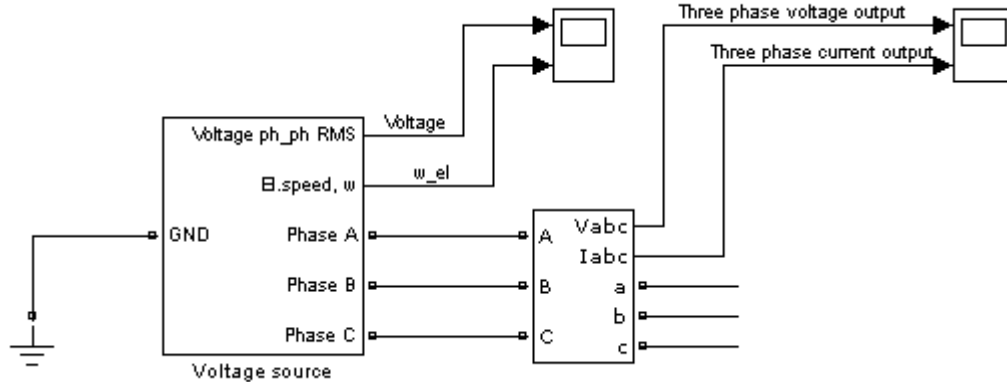 Three phase voltage output
Three phase current output
Voltage ph_ph RMS
Voltage
El.speed, w
w_el
GND
Phase A
Phase B
Phase C
Voltage source
A
B
C
Vabc
Iabc
a
b
c